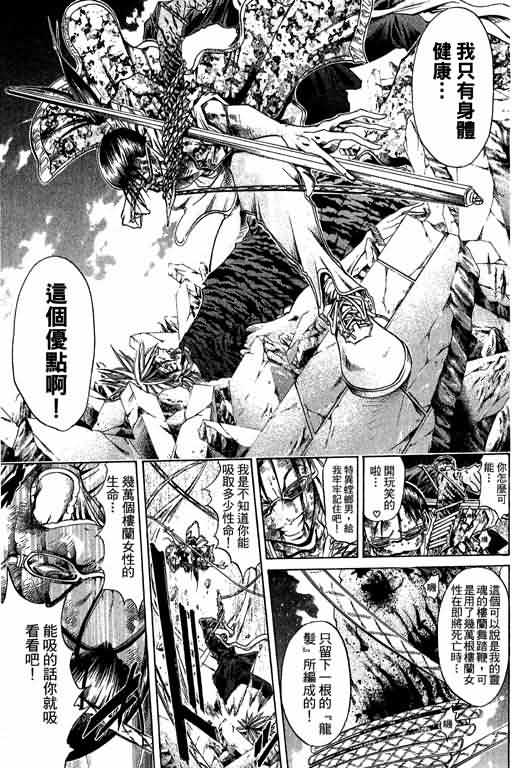 我只有身體
健康…
這個優點啊！
你怎麼可
能…
開玩笑的
啦…♡
特異螳螂男，給
我牢牢記住吧！
這個可以說是我的靈
魂的樓蘭舞踏鞭，可
是用了幾萬根樓蘭女
性在即將死亡時…
只留下一根的『龍
髮』所編成的！
我是不知道你能
吸取多少性命！
幾萬個樓蘭女性的
生命…
能吸的話你就吸
看看吧！